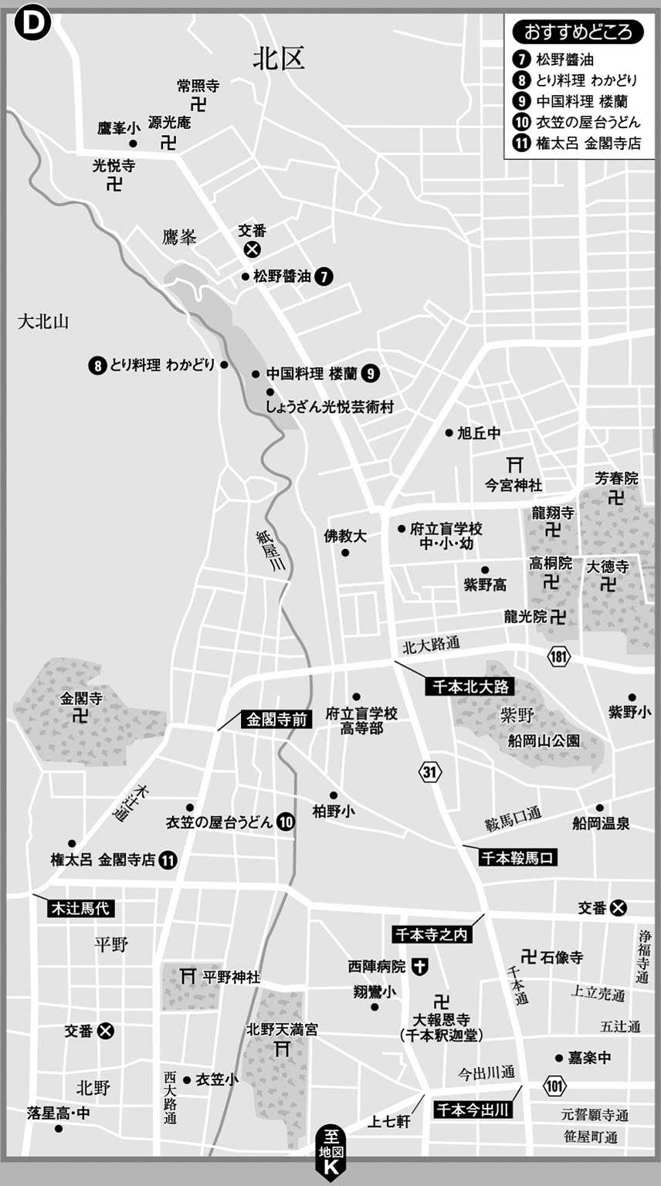 D
おすすめどころ
7 松野醬油
8 とり料理 わかどり
9 中国料理 楼蘭
10 衣笠の屋台うどん
11 権太呂 金閣寺店
北区
常照寺
鷹峯小
源光庵
光悦寺
鷹峯
交番
松野醬油 7
大北山
8 とり料理 わかどり
中国料理 楼蘭 9
しょうざん光悦芸術村
旭丘中
今宮神社
芳春院
龍翔寺
府立盲学校
中・小・幼
佛教大
紙屋川
高桐院
大徳寺
紫野高
龍光院
北大路通
181
千本北大路
金閣寺
金閣寺前
府立盲学校
高等部
紫野
船岡山公園
紫野小
31
木辻通
衣笠の屋台うどん 10
柏野小
鞍馬口通
船岡温泉
権太呂 金閣寺店 11
千本鞍馬口
木辻馬代
交番
千本寺之内
平野
浄福寺通
西陣病院
石像寺
平野神社
千本通
翔鸞小
上立売通
大報恩寺
(千本釈迦堂)
北野天満宮
五辻通
交番
嘉楽中
今出川通
北野
西大路通
衣笠小
101
千本今出川
落星高・中
上七軒
元誓願寺通
笹屋町通
至
地図
K